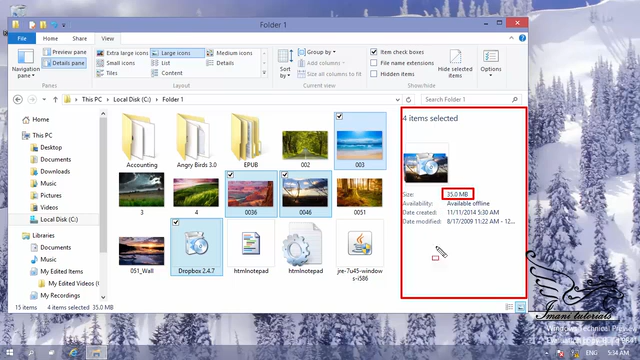 Folder 1
File
Home
Share
View
Preview pane
Details pane
Navigation pane
Panes
Extra large icons
Large icons
Medium icons
Small icons
List
Details
Tiles
Content
Layout
Sort by
Group by
Add columns
Size all columns to fit
Current view
Item check boxes
File name extensions
Hidden items
Show/hide
Hide selected items
Options
This PC
Local Disk (C:)
Folder 1
Search Folder 1
Home
This PC
Desktop
Documents
Downloads
Music
Pictures
Videos
Local Disk (C:)
Libraries
Documents
Music
My Edited Items
My Edited Videos (
My Recordings
Accounting
Angry Birds 3.0
EPUB
002
003
3
4
0036
0046
0051
051_Wall
Dropbox 2.4.7
htmlnotepad
htmlnotepad
jre-7u45-windows-i586
4 items selected
Size:
35.0 MB
Availability:
Available offline
Date created:
11/11/2014 5:30 AM
Date modified:
8/17/2009 11:22 AM - 12...
15 items
4 items selected
35.0 MB
Imani tutorials
Windows Technical Preview
ENG
5:34 AM